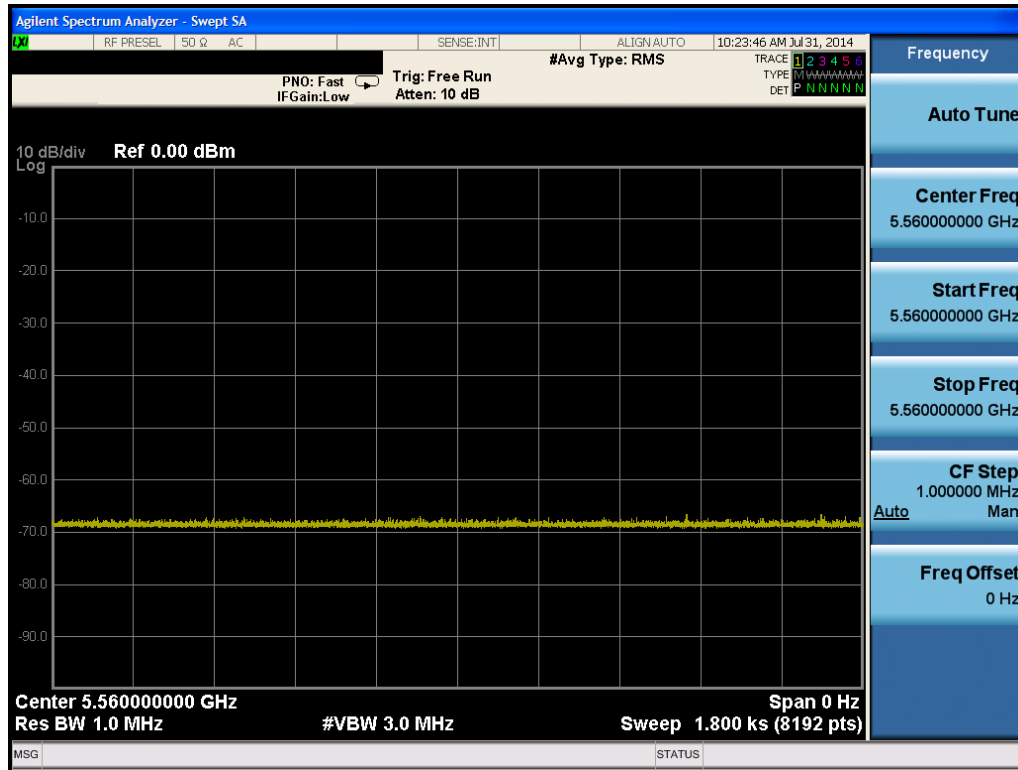 Agilent Spectrum Analyzer - Swept SA
LXI RF PRESEL 50 Ω AC SENSE:INT ALIGN AUTO 10:23:46 AM Jul 31, 2014
#Avg Type: RMS
TRACE 1 2 3 4 5 6
PNO: Fast Trig: Free Run
TYPE M WWWWW
IFGain:Low Atten: 10 dB
DET P N N N N N
10 dB/div Ref 0.00 dBm
Log
-10.0
-20.0
-30.0
-40.0
-50.0
-60.0
-70.0
-80.0
-90.0
Center 5.560000000 GHz Span 0 Hz
Res BW 1.0 MHz #VBW 3.0 MHz Sweep 1.800 ks (8192 pts)
MSG STATUS
Frequency
Auto Tune
Center Freq
5.560000000 GHz
Start Freq
5.560000000 GHz
Stop Freq
5.560000000 GHz
CF Step
1.000000 MHz
Auto Man
Freq Offset
0 Hz